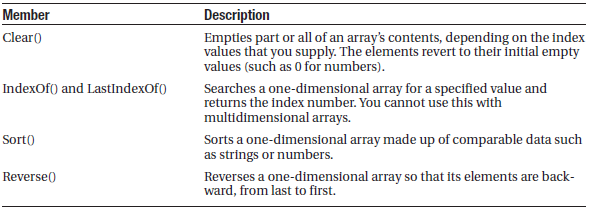 Member Description
Clear() Empties part or all of an array's contents, depending on the index
values that you supply. The elements revert to their initial empty
values (such as 0 for numbers).
IndexOf() and LastIndexOf() Searches a one-dimensional array for a specified value and
returns the index number. You cannot use this with
multidimensional arrays.
Sort() Sorts a one-dimensional array made up of comparable data such
as strings or numbers.
Reverse() Reverses a one-dimensional array so that its elements are back-
ward, from last to first.